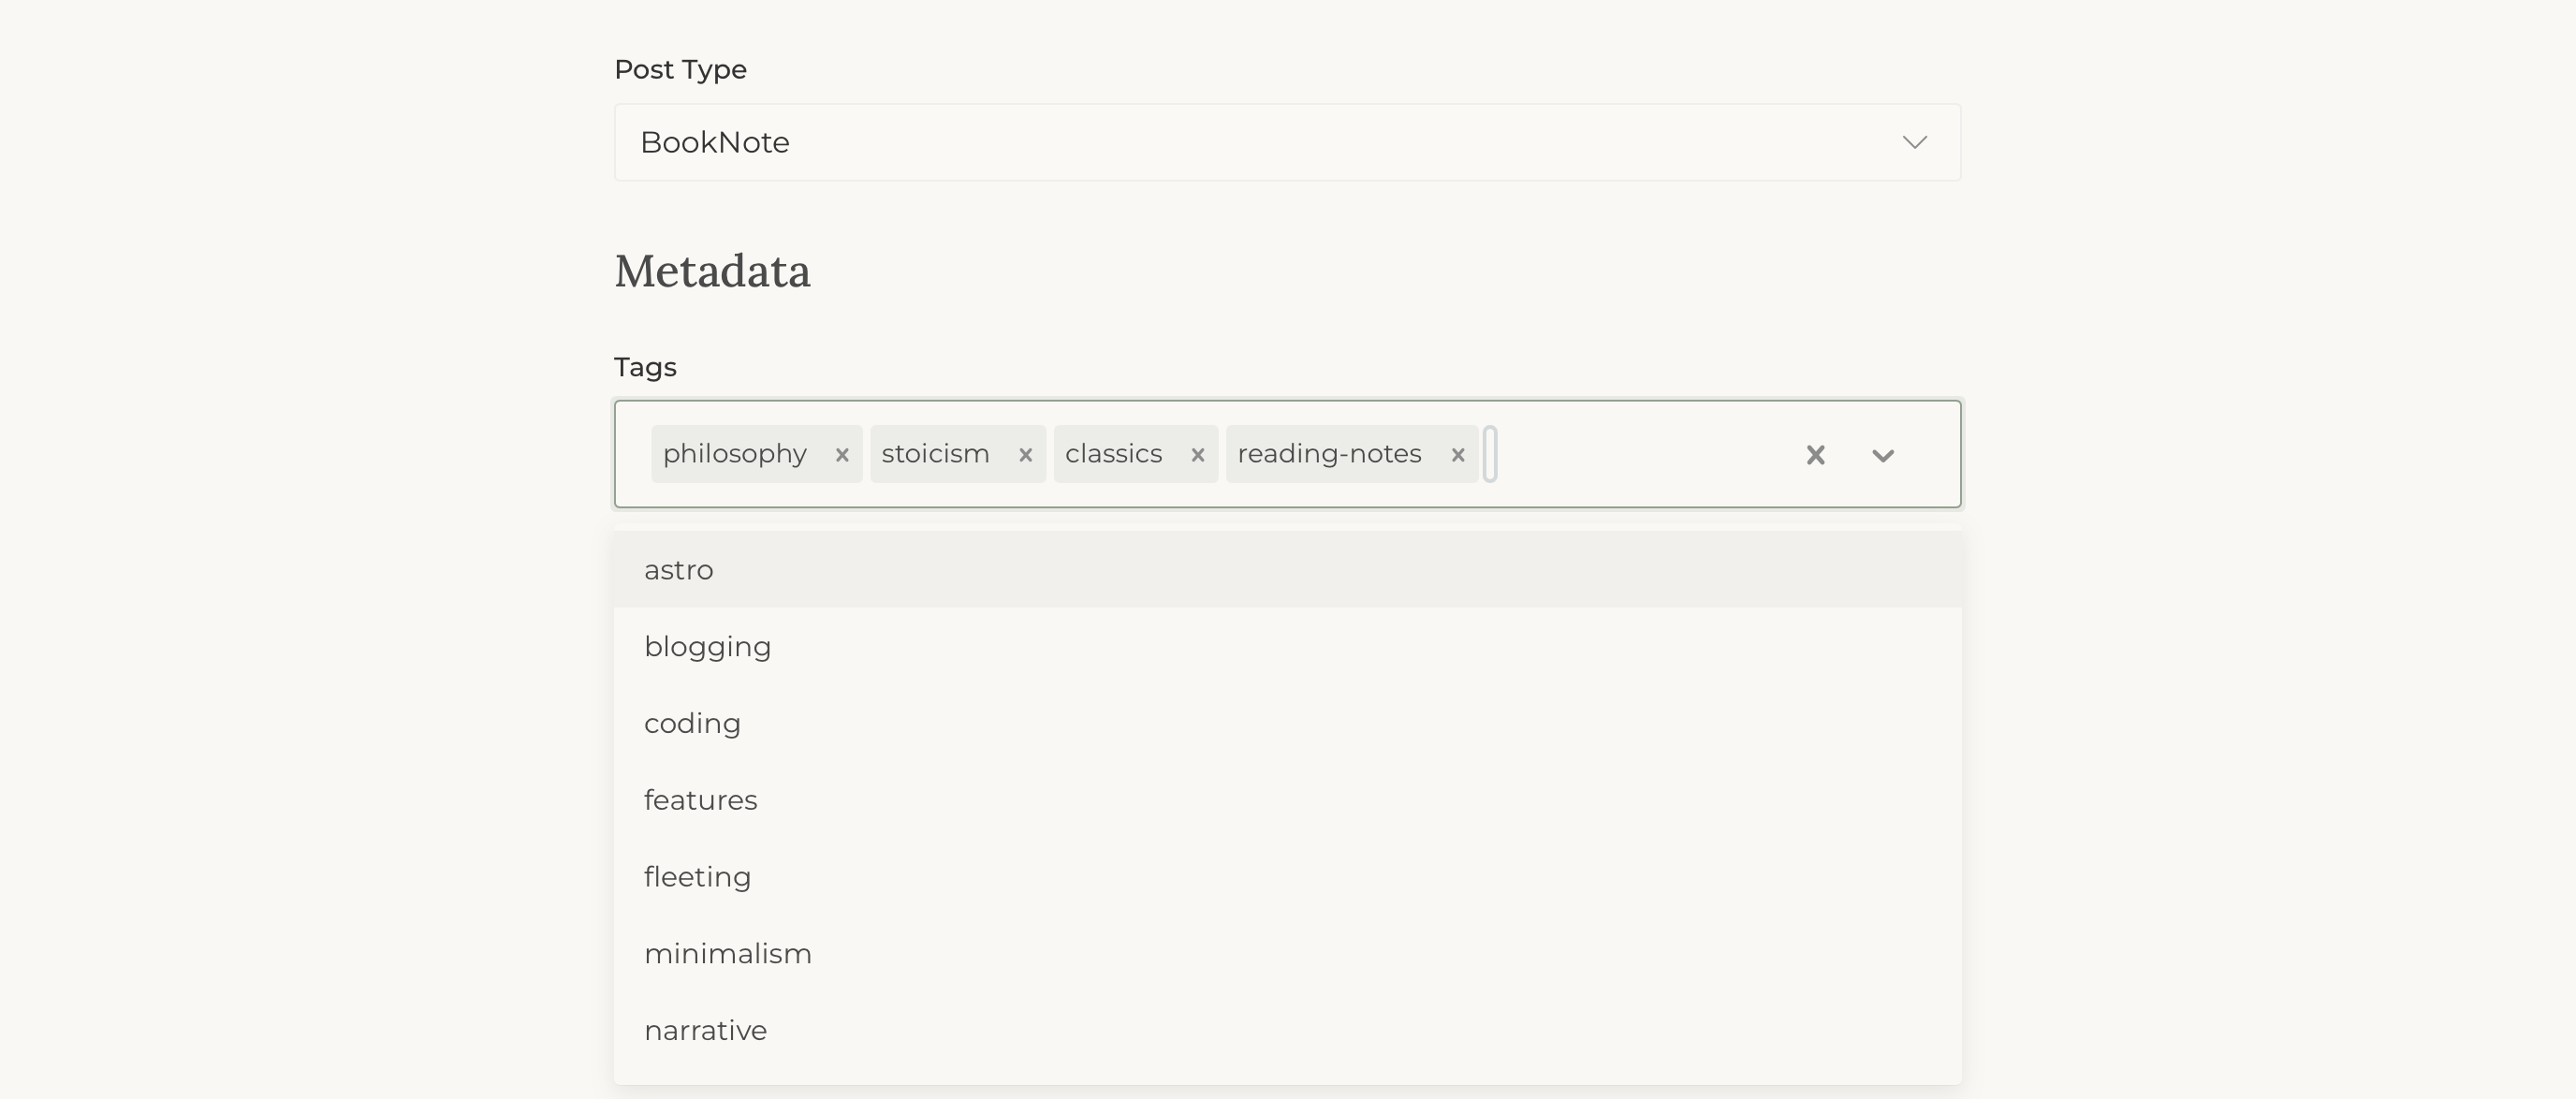 Post Type
BookNote
Metadata
Tags
philosophy stoicism classics reading-notes
astro
blogging
coding
features
fleeting
minimalism
narrative